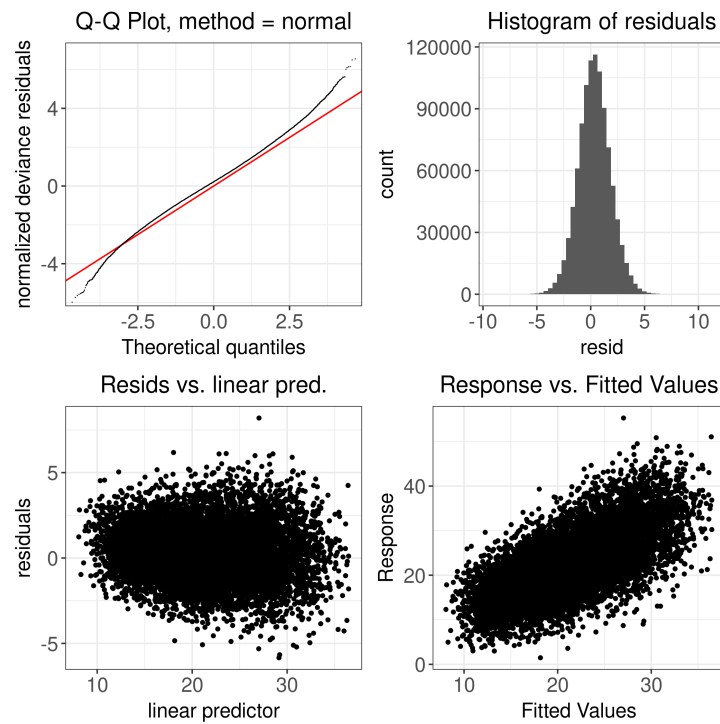 Q-Q Plot, method = normal
normalized deviance residuals
4
0
-4
-2.5
0.0
2.5
Theoretical quantiles
Histogram of residuals
count
120000
90000
60000
30000
0
-10
-5
0
5
10
resid
Resids vs. linear pred.
residuals
5
0
-5
10
20
30
linear predictor
Response vs. Fitted Values
Response
40
20
0
10
20
30
Fitted Values